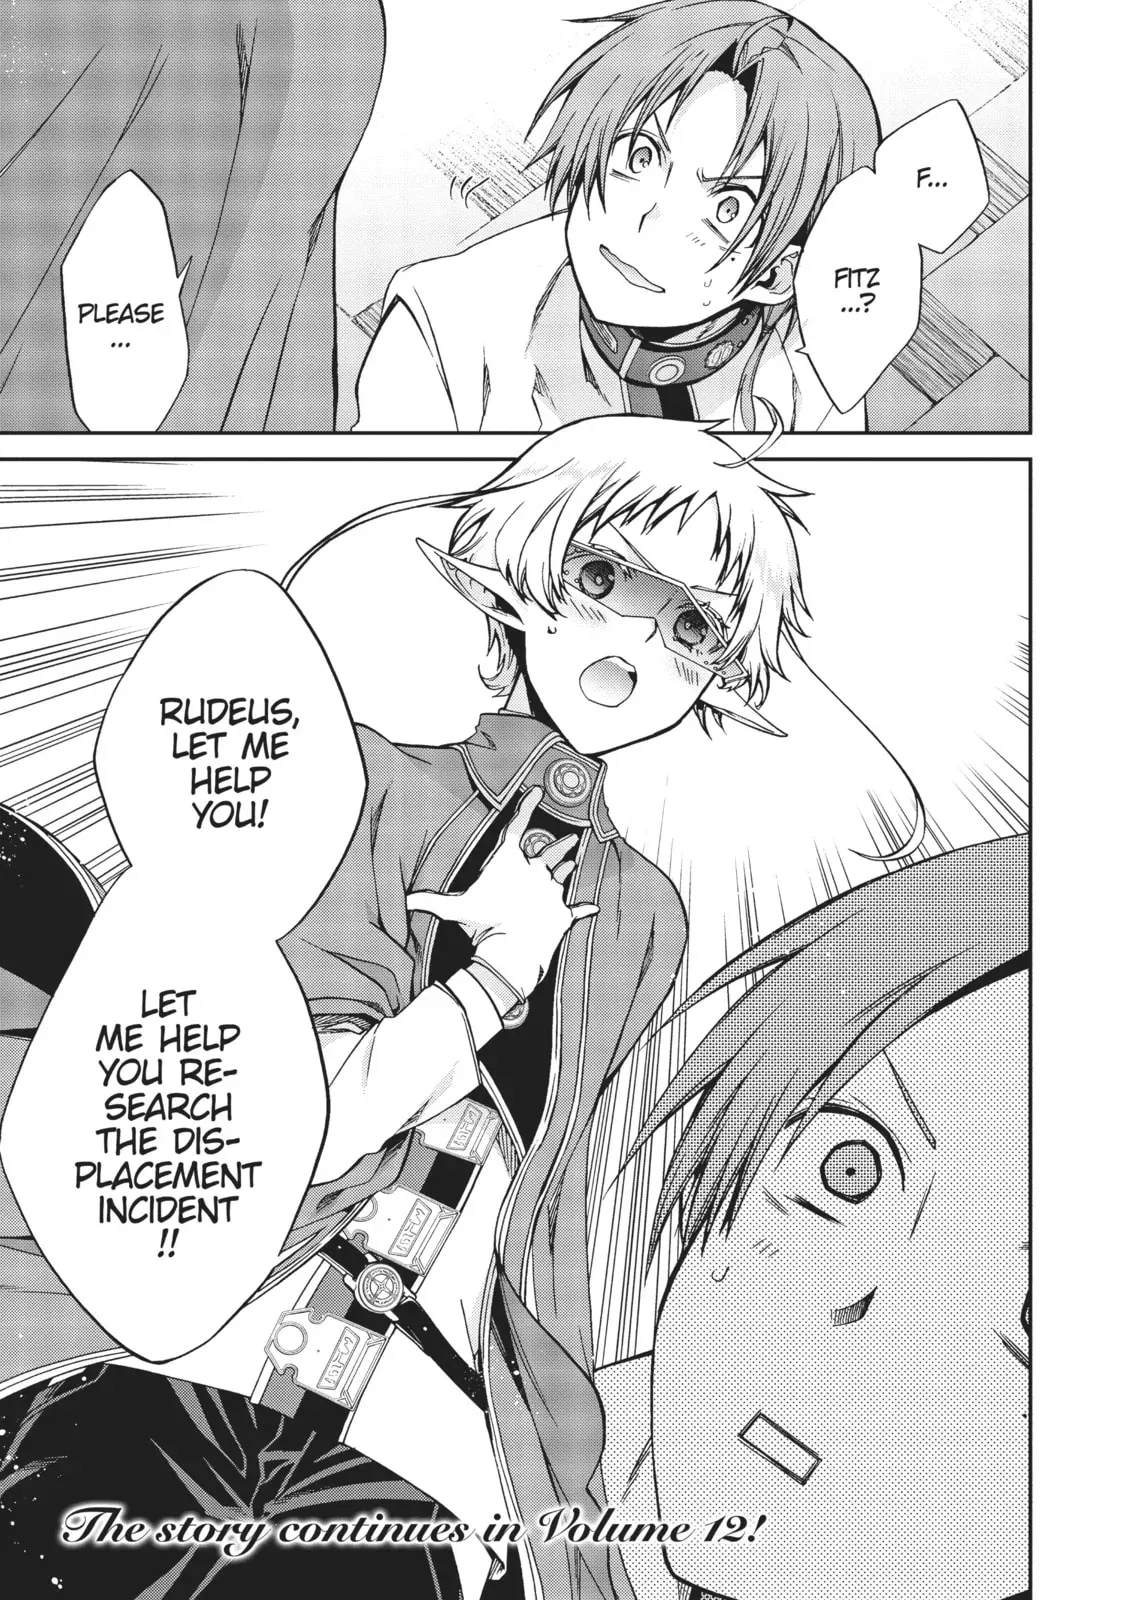 F...
FITZ
...?
PLEASE
...
RUDEUS,
LET ME
HELP
YOU!
LET
ME HELP
YOU RE-
SEARCH
THE DIS-
PLACEMENT
INCIDENT
!!
The story continues in Volume 12!